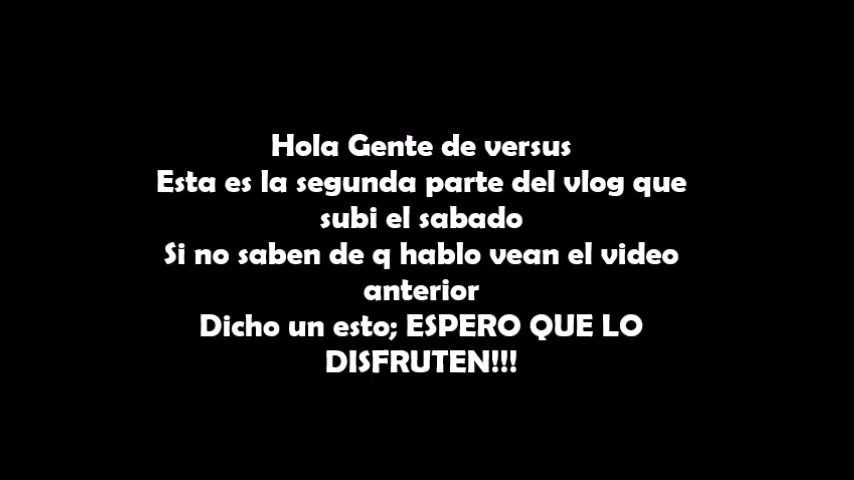 Hola Gente de versus
Esta es la segunda parte del vlog que
subi el sabado
Si no saben de q hablo vean el video
anterior
Dicho un esto; ESPERO QUE LO
DISFRUTEN!!!